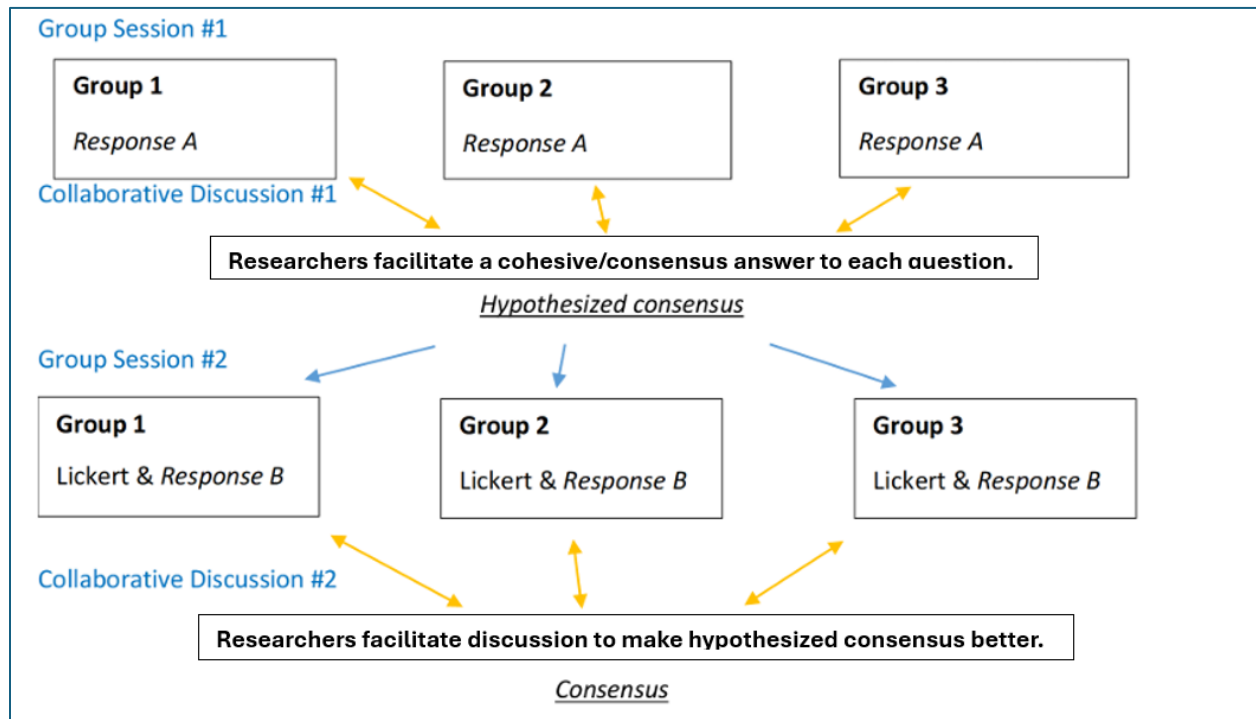 Group Session #1
Group 1
Response A
Group 2
Response A
Group 3
Response A
Collaborative Discussion #1
Researchers facilitate a cohesive/consensus answer to each question.
Hypothesized consensus
Group Session #2
Group 1
Lickert & Response B
Group 2
Lickert & Response B
Group 3
Lickert & Response B
Collaborative Discussion #2
Researchers facilitate discussion to make hypothesized consensus better.
Consensus